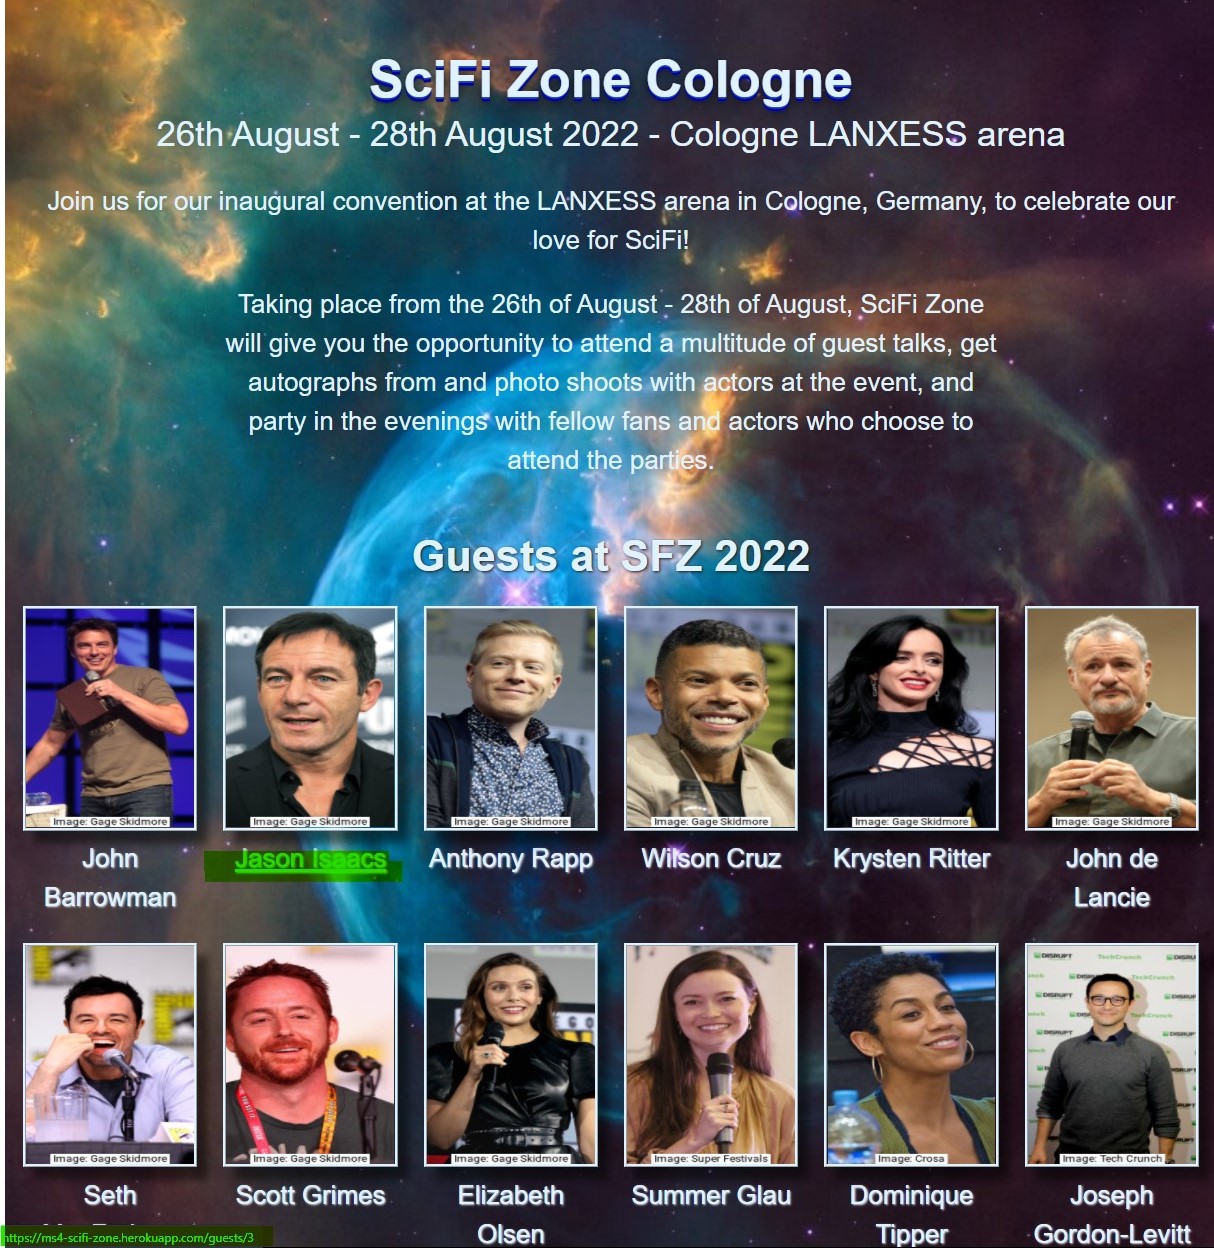 SciFi Zone Cologne
26th August - 28th August 2022 - Cologne LANXESS arena
Join us for our inaugural convention at the LANXESS arena in Cologne, Germany, to celebrate our
love for SciFi!
Taking place from the 26th of August - 28th of August, SciFi Zone
will give you the opportunity to attend a multitude of guest talks, get
autographs from and photo shoots with actors at the event, and
party in the evenings with fellow fans and actors who choose to
attend the parties.
Guests at SFZ 2022
Image: Gage Skidmore
Image: Gage Skidmore
Image: Gage Skidmore
Image: Gage Skidmore
Image: Gage Skidmore
Image: Gage Skidmore
John
Barrowman
Jason Isaacs
Anthony Rapp
Wilson Cruz
Krysten Ritter
John de
Lancie
DISRUPT
TechCrunch
TechCrunch
DISRUPT
DISRUPT
DISRUPT
Image: Gage Skidmore
Image: Gage Skidmore
Image: Gage Skidmore
Image: Super Festivals
Image: Crosa
Image: Tech Crunch
Seth
Scott Grimes
Elizabeth
Olsen
Summer Glau
Dominique
Tipper
Joseph
Gordon-Levitt
https://ms4-scifi-zone.herokuapp.com/guests/3